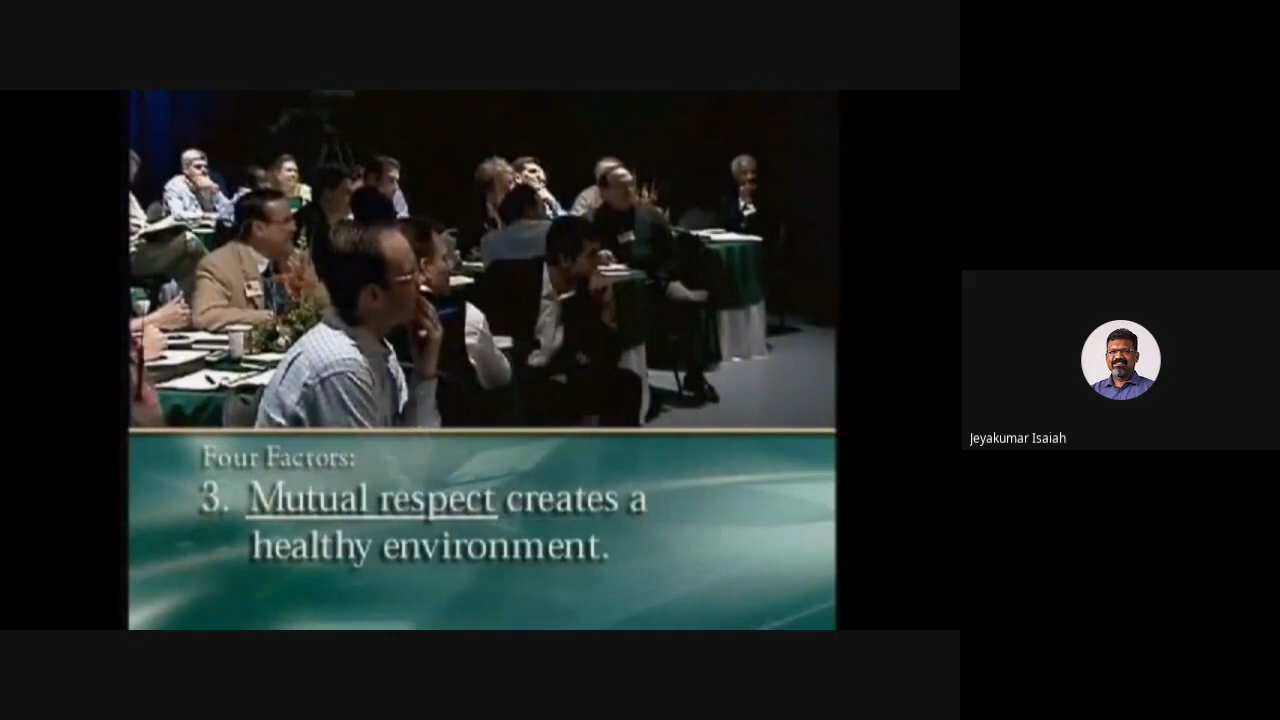 Four Factors:
3. Mutual respect creates a
healthy environment.
Jeyakumar Isaiah